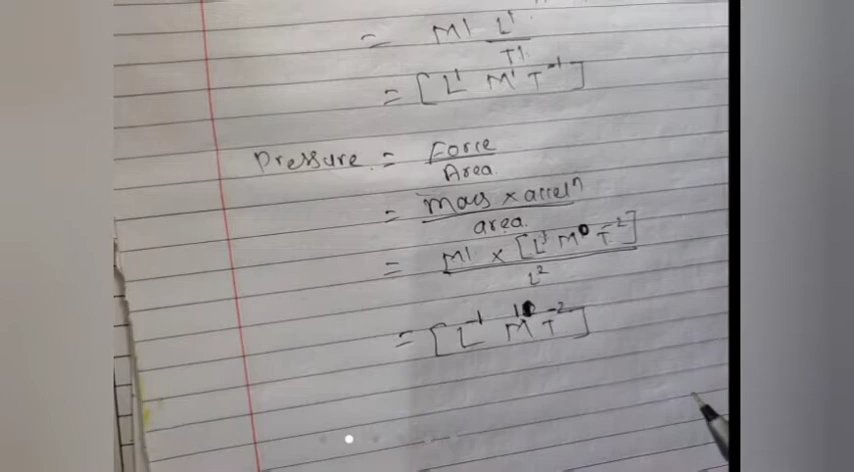 = M¹ L¹
T¹
= [L¹ M¹ T⁻¹]
Pressure = Force
Area
= mass × accelⁿ
area
= M¹ × [L¹ M⁰ T⁻²]
L²
= [L⁻¹ M¹ T⁻²]